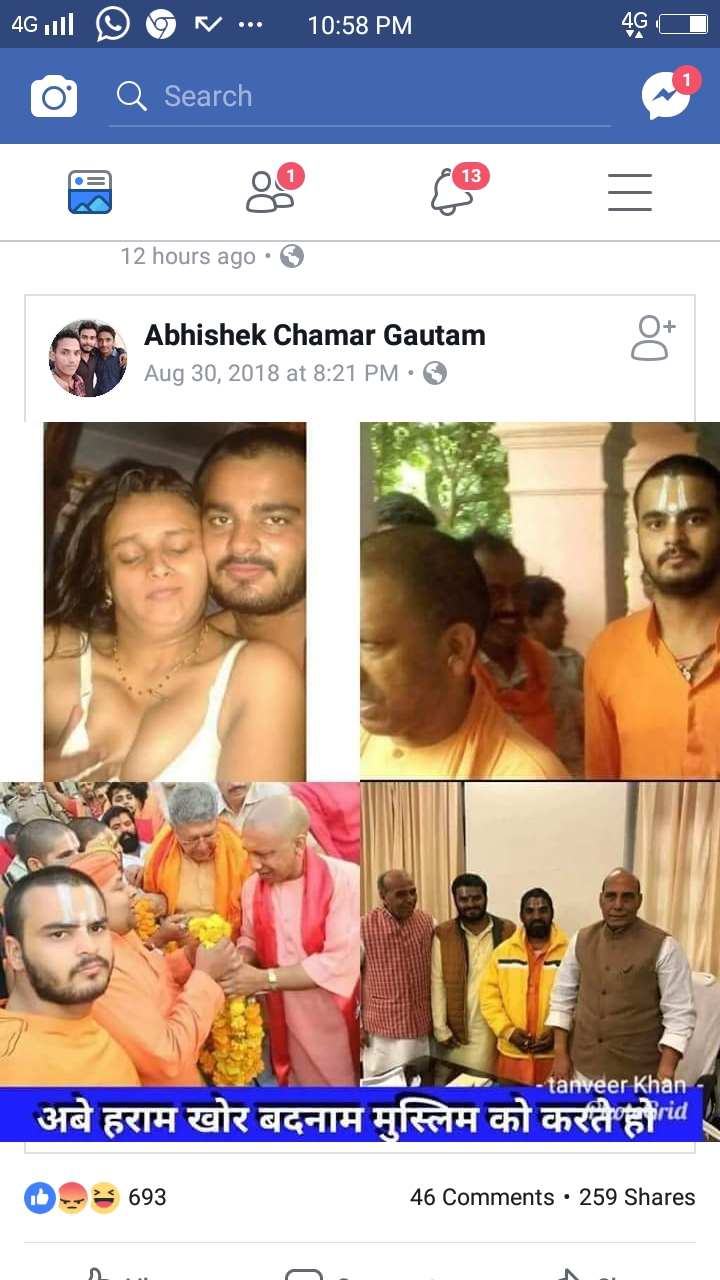 4G 10:58 PM 4G
Search
1
1
13
12 hours ago •
Abhishek Chamar Gautam
Aug 30, 2018 at 8:21 PM •
- tanveer Khan -
PhotoGrid
अबे हराम खोर बदनाम मुस्लिम को करते हो
693
46 Comments • 259 Shares